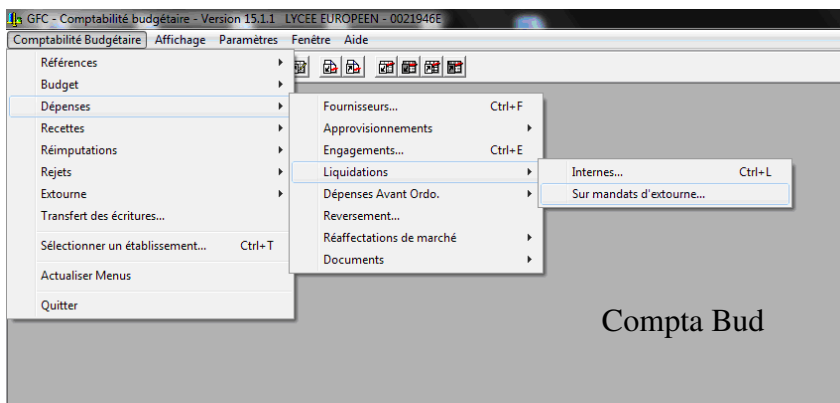 GFC - Comptabilité budgétaire - Version 15.1.1 LYCEE EUROPEEN - 0021946E
Comptabilité Budgétaire Affichage Paramètres Fenêtre Aide
Références
Budget
Dépenses
Recettes
Réimputations
Rejets
Extourne
Transfert des écritures...
Sélectionner un établissement... Ctrl+T
Actualiser Menus
Quitter
Fournisseurs... Ctrl+F
Approvisionnements
Engagements... Ctrl+E
Liquidations
Dépenses Avant Ordo.
Reversement...
Réaffectations de marché
Documents
Internes... Ctrl+L
Sur mandats d'extourne...
Compta Bud